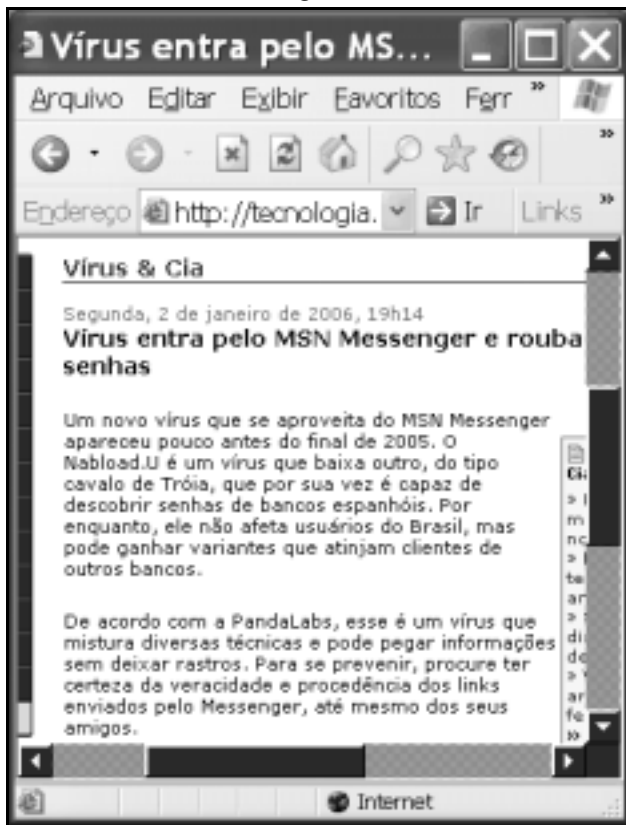 Vírus entra pelo MS...
Arquivo Editar Exibir Favoritos Ferr »
»
Endereço http://tecnologia. Ir Links »
Vírus & Cia
Segunda, 2 de janeiro de 2006, 19h14
Vírus entra pelo MSN Messenger e rouba
senhas
Um novo vírus que se aproveita do MSN Messenger
apareceu pouco antes do final de 2005. O
Nabload.U é um vírus que baixa outro, do tipo
cavalo de Tróia, que por sua vez é capaz de
descobrir senhas de bancos espanhóis. Por
enquanto, ele não afeta usuários do Brasil, mas
pode ganhar variantes que atinjam clientes de
outros bancos.
De acordo com a PandaLabs, esse é um vírus que
mistura diversas técnicas e pode pegar informações
sem deixar rastros. Para se prevenir, procure ter
certeza da veracidade e procedência dos links
enviados pelo Messenger, até mesmo dos seus
amigos.
Internet